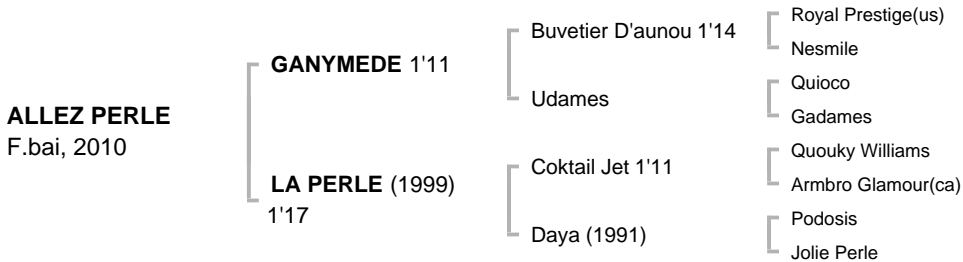 ALLEZ PERLE
F.bai, 2010
GANYMEDE 1'11
LA PERLE (1999)
1'17
Buvetier D'aunou 1'14
Udames
Coktail Jet 1'11
Daya (1991)
Royal Prestige(us)
Nesmile
Quioco
Gadames
Quouky Williams
Armbro Glamour(ca)
Podosis
Jolie Perle